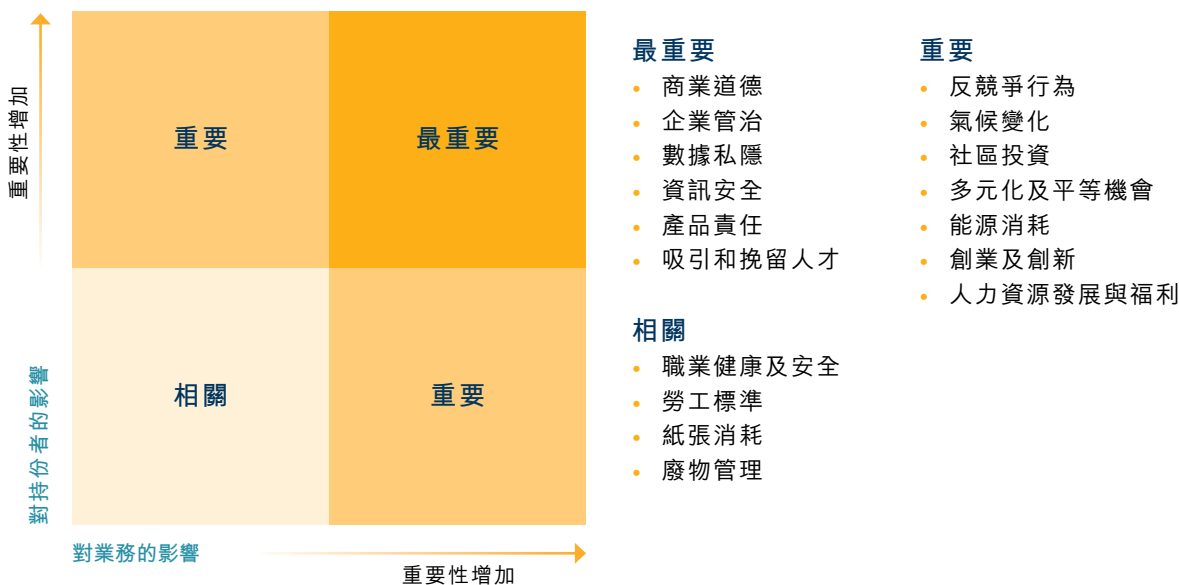 重要性增加
對持份者的影響
重要
最重要
相關
重要
對業務的影響
重要性增加
最重要
• 商業道德
• 企業管治
• 數據私隱
• 資訊安全
• 產品責任
• 吸引和挽留人才
相關
• 職業健康及安全
• 勞工標準
• 紙張消耗
• 廢物管理
重要
• 反競爭行為
• 氣候變化
• 社區投資
• 多元化及平等機會
• 能源消耗
• 創業及創新
• 人力資源發展與福利